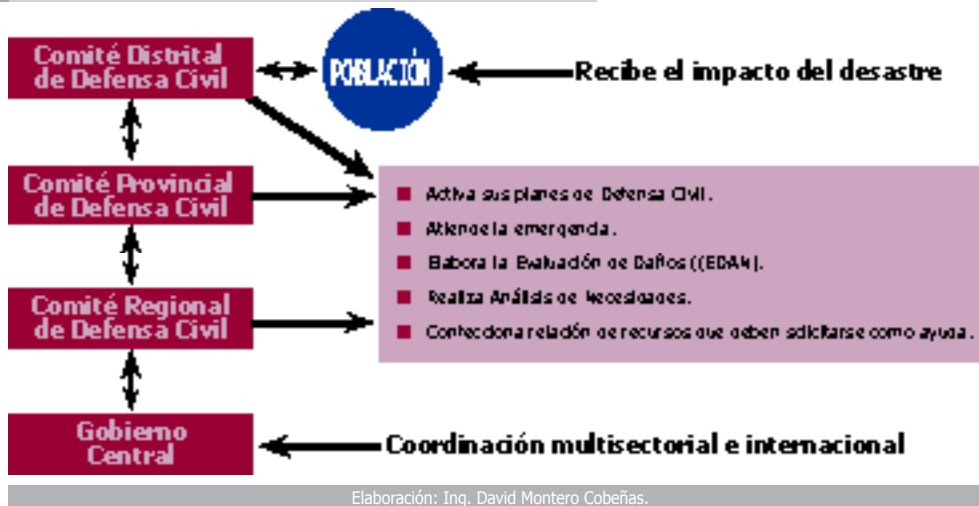 Comité Distrital
de Defensa Civil
POBLACIÓN
Recibe el impacto del desastre
Comité Provincial
de Defensa Civil
Activa sus planes de Defensa Civil.
Atiende la emergencia.
Elabora la Evaluación de Daños ((EDAN).
Realiza Análisis de Necesidades.
Confecciona relación de recursos que deben solicitarse como ayuda.
Comité Regional
de Defensa Civil
Gobierno
Central
Coordinación multisectorial e internacional
Elaboración: Ing. David Montero Cobeñas.